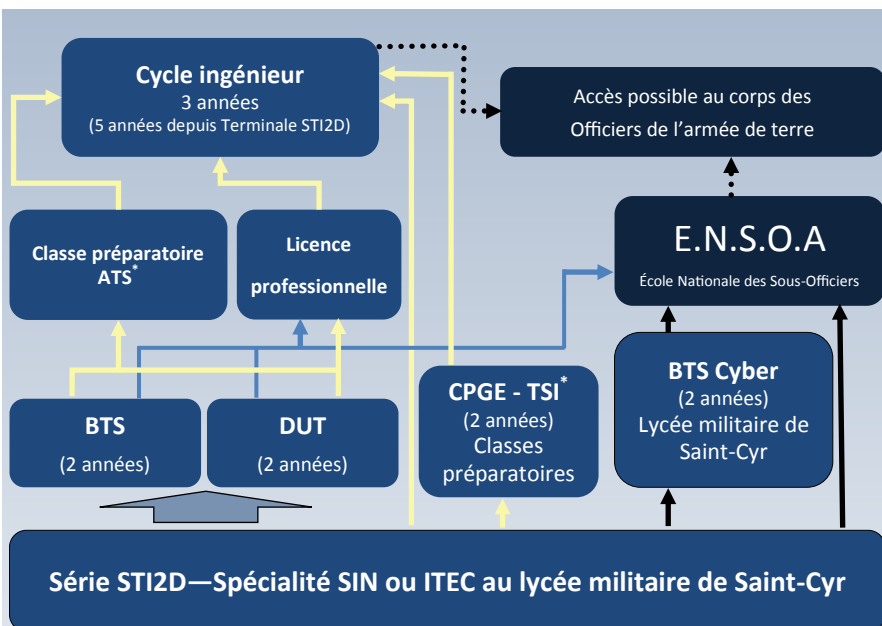 Cycle ingénieur
3 années
(5 années depuis Terminale STI2D)
Accès possible au corps des
Officiers de l'armée de terre
Classe préparatoire
ATS*
Licence
professionnelle
E.N.S.O.A
École Nationale des Sous-Officiers
BTS
(2 années)
DUT
(2 années)
CPGE - TSI*
(2 années)
Classes
préparatoires
BTS Cyber
(2 années)
Lycée militaire de
Saint-Cyr
Série STI2D—Spécialité SIN ou ITEC au lycée militaire de Saint-Cyr